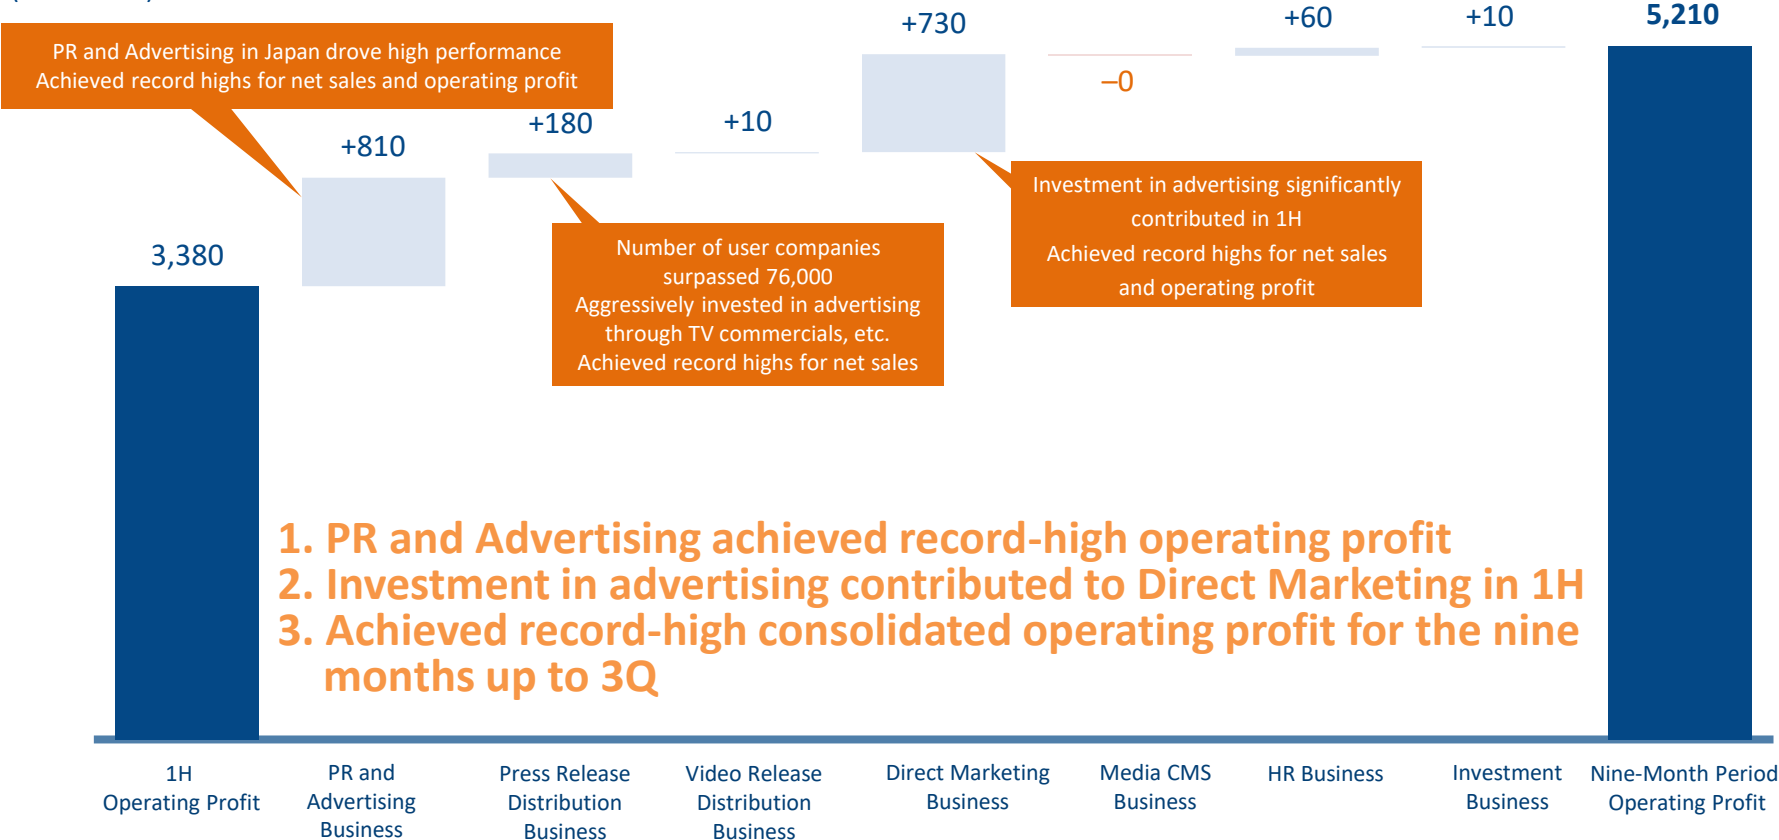 +730
+60
+10
5,210
PR and Advertising in Japan drove high performance
Achieved record highs for net sales and operating profit
–0
+810
+180
+10
Investment in advertising significantly
contributed in 1H
Achieved record highs for net sales
and operating profit
3,380
Number of user companies
surpassed 76,000
Aggressively invested in advertising
through TV commercials, etc.
Achieved record highs for net sales
1. PR and Advertising achieved record-high operating profit
2. Investment in advertising contributed to Direct Marketing in 1H
3. Achieved record-high consolidated operating profit for the nine
months up to 3Q
1H
Operating Profit
PR and
Advertising
Business
Press Release
Distribution
Business
Video Release
Distribution
Business
Direct Marketing
Business
Media CMS
Business
HR Business
Investment
Business
Nine-Month Period
Operating Profit